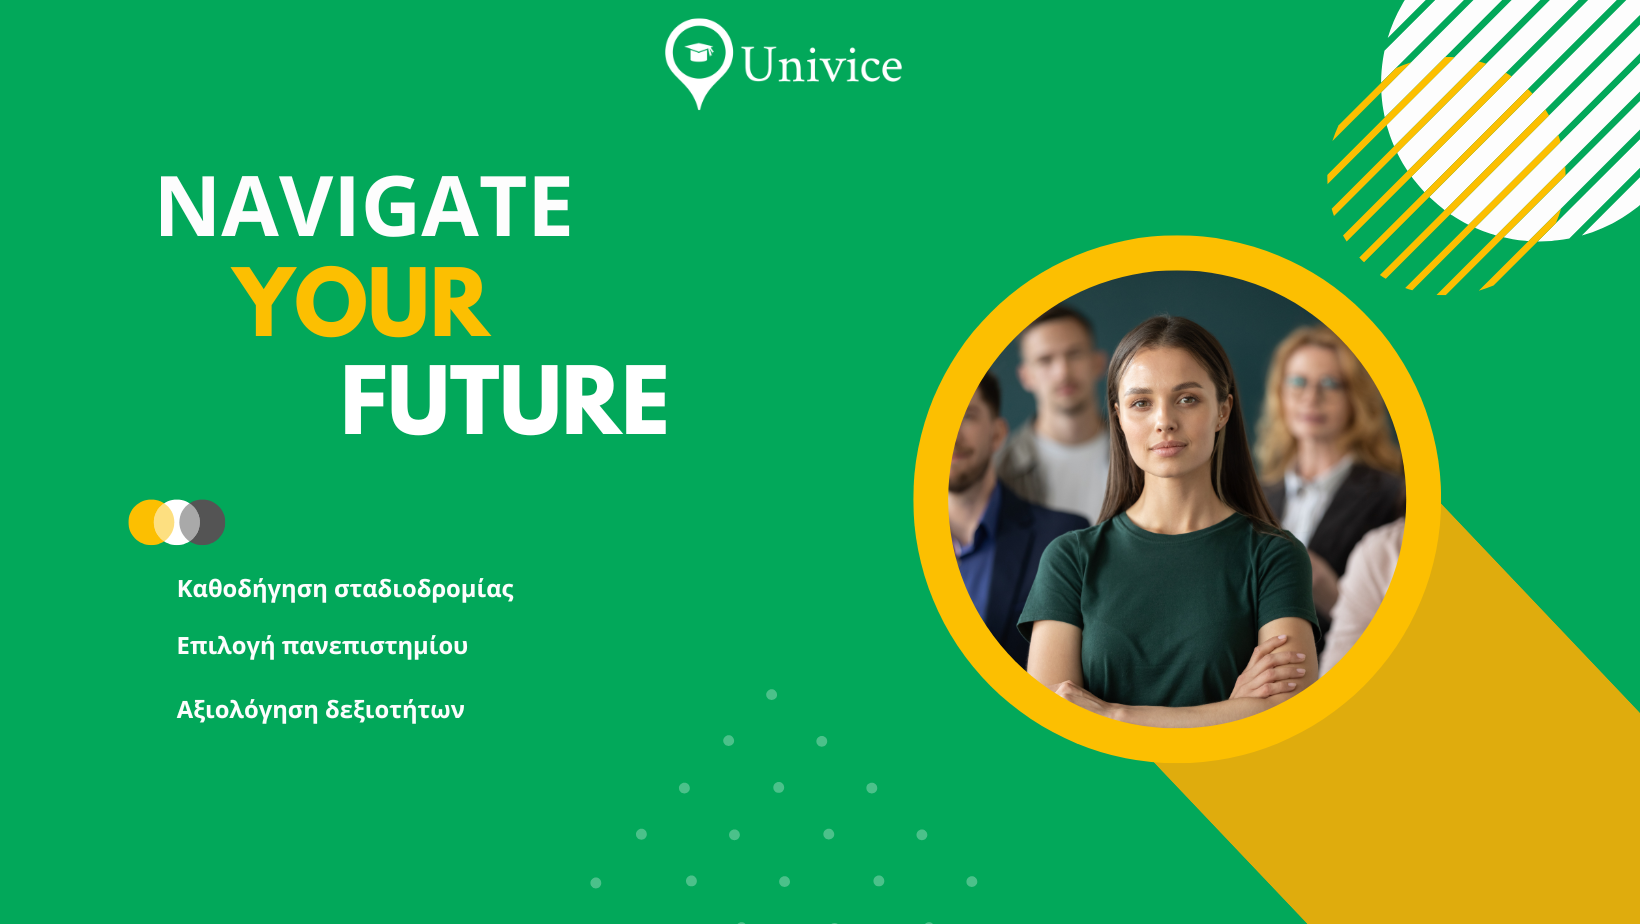 Univice
NAVIGATE
YOUR
FUTURE
Καθοδήγηση σταδιοδρομίας
Επιλογή πανεπιστημίου
Αξιολόγηση δεξιοτήτων